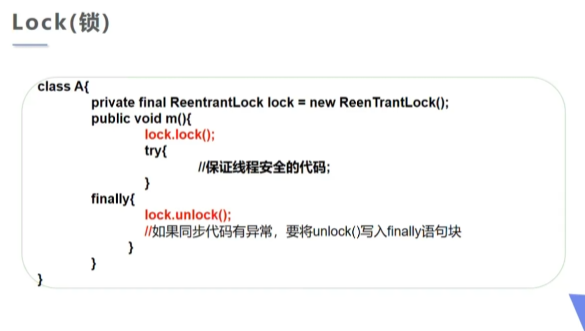 Lock(锁)
class A{
private final ReentrantLock lock = new ReenTrantLock();
public void m(){
lock.lock();
try{
//保证线程安全的代码;
}
finally{
lock.unlock();
//如果同步代码有异常，要将unlock()写入finally语句块
}
}
}